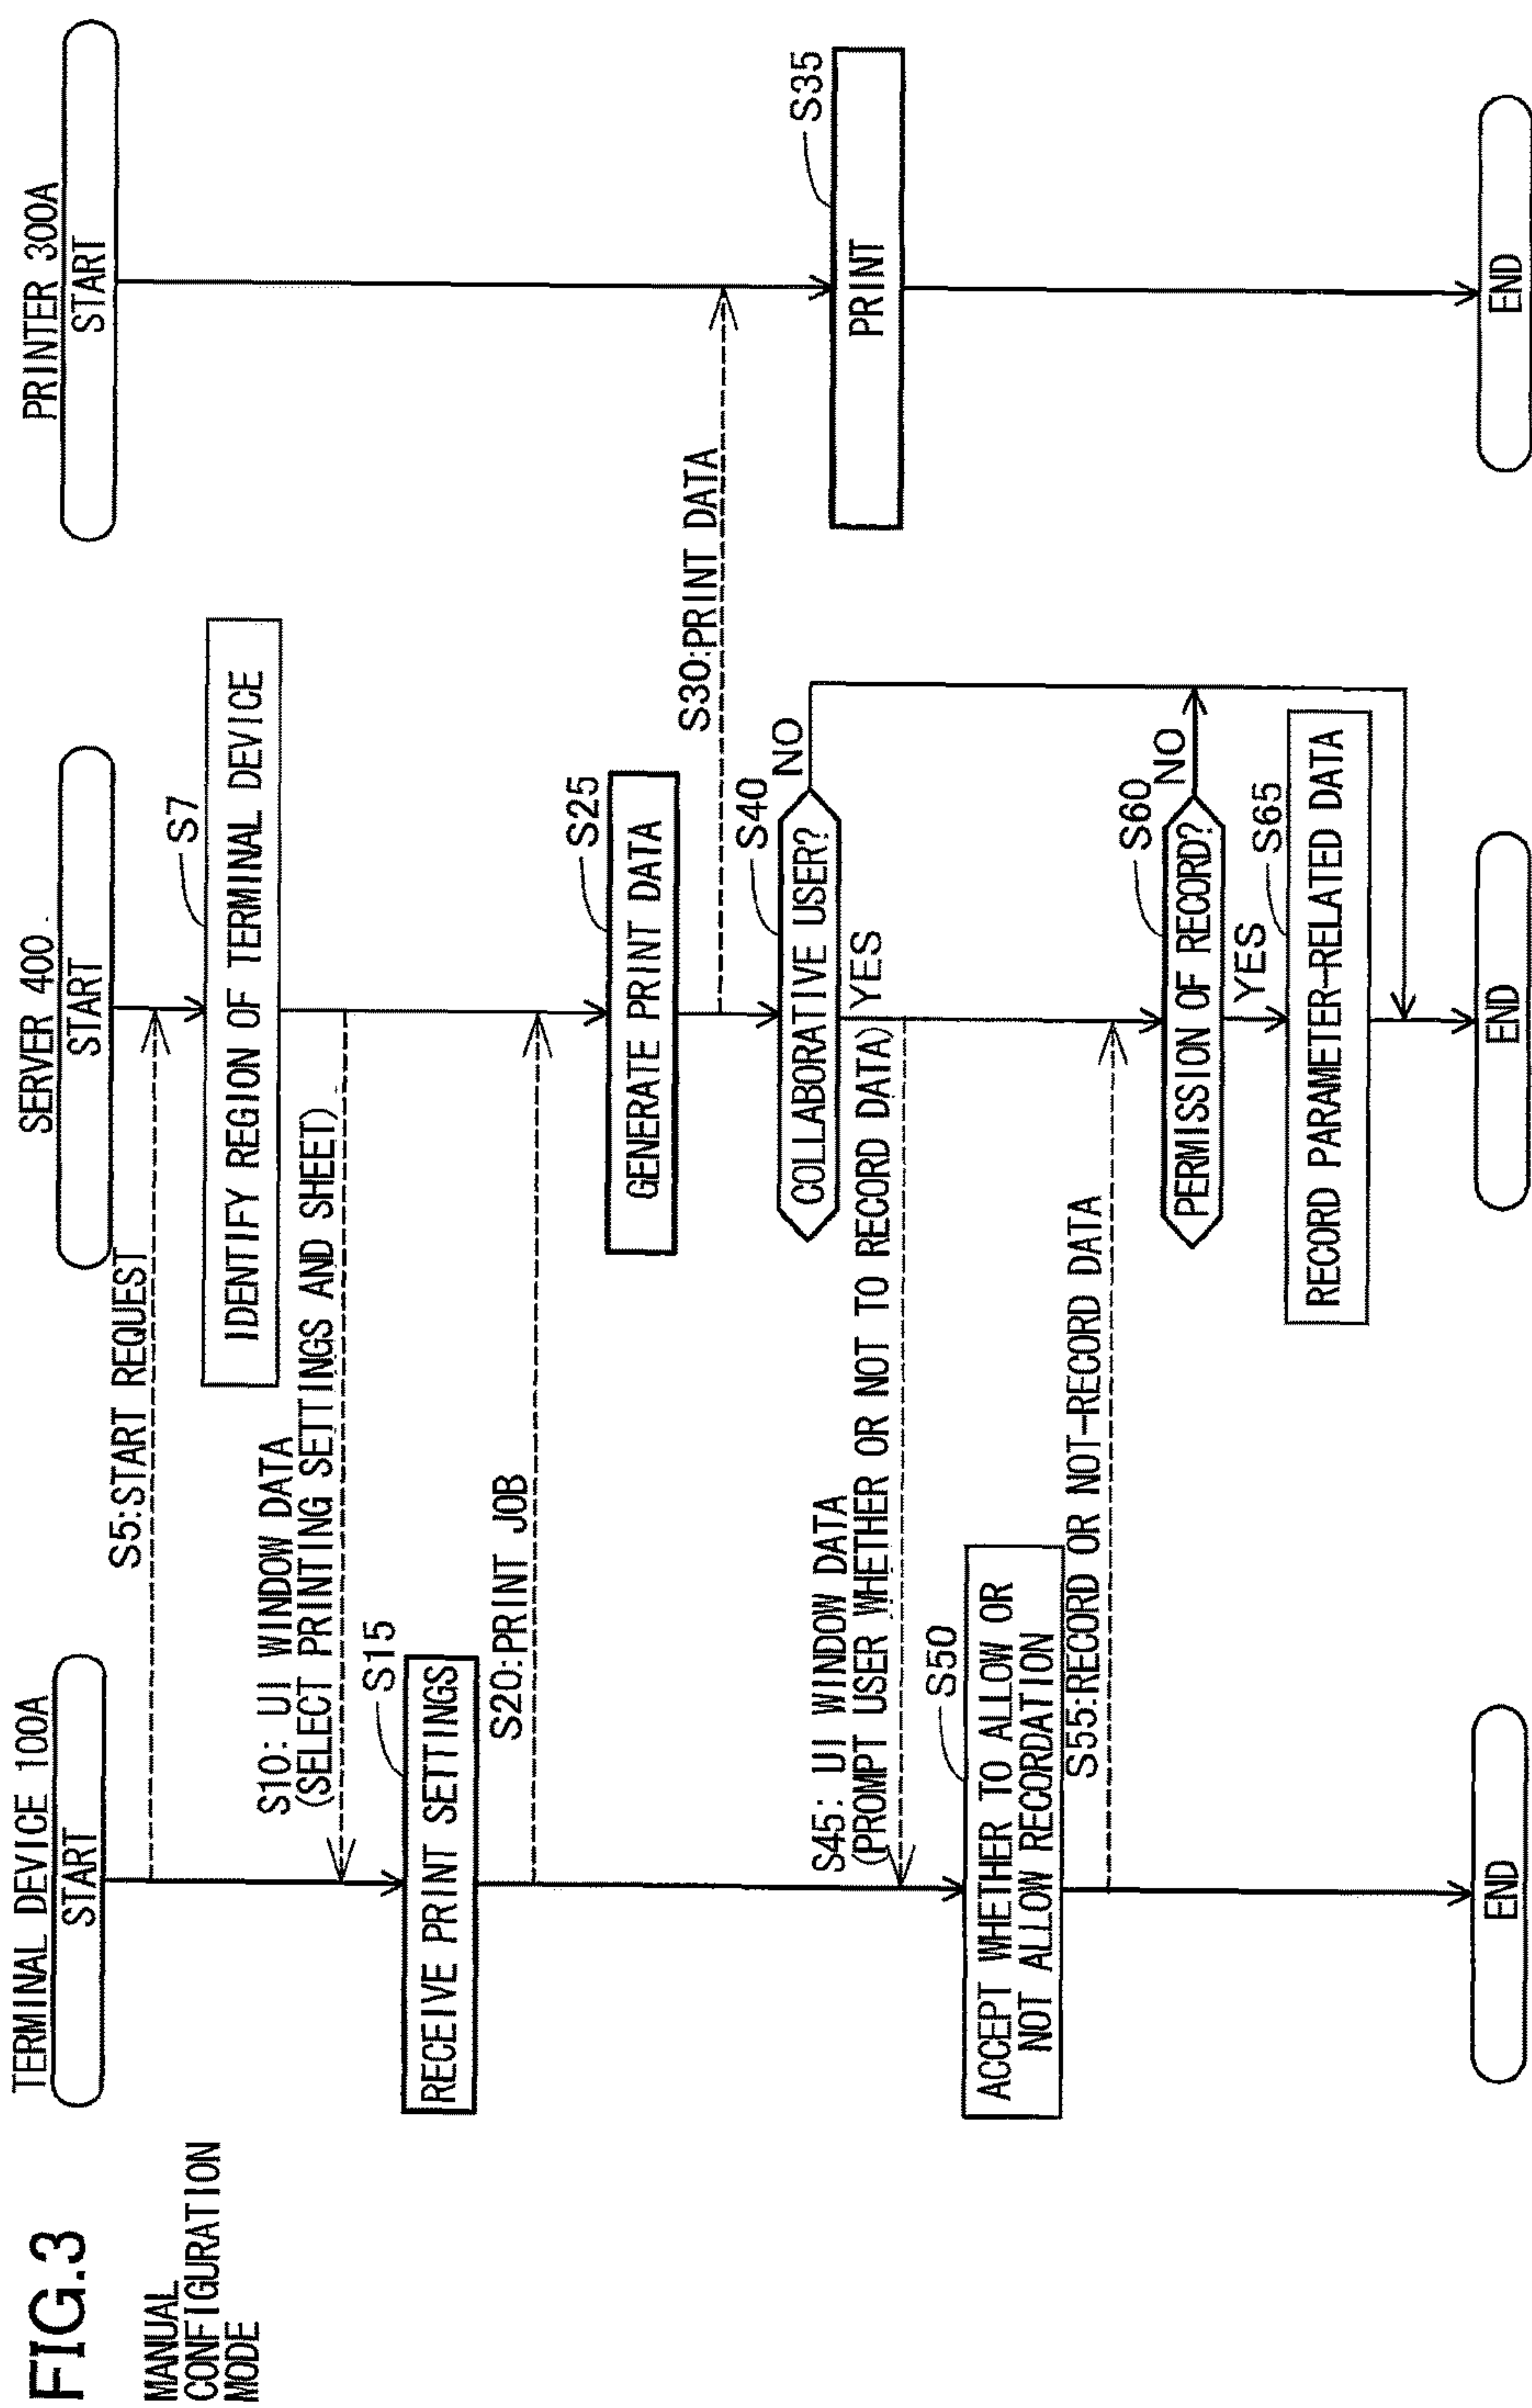 FIG.3
MANUAL
CONFIGURATION
MODE
TERMINAL DEVICE 100A
START
SERVER 400
START
PRINTER 300A
START
S5:START REQUEST
S7
IDENTIFY REGION OF TERMINAL DEVICE
S10: UI WINDOW DATA
(SELECT PRINTING SETTINGS AND SHEET)
S15
RECEIVE PRINT SETTINGS
S20:PRINT JOB
S25
GENERATE PRINT DATA
S30:PRINT DATA
S35
PRINT
S40
COLLABORATIVE USER?
NO
YES
S45: UI WINDOW DATA
(PROMPT USER WHETHER OR NOT TO RECORD DATA)
S50
ACCEPT WHETHER TO ALLOW OR
NOT ALLOW RECORDATION
S55:RECORD OR NOT-RECORD DATA
S60
PERMISSION OF RECORD?
NO
YES
S65
RECORD PARAMETER-RELATED DATA
END
END
END